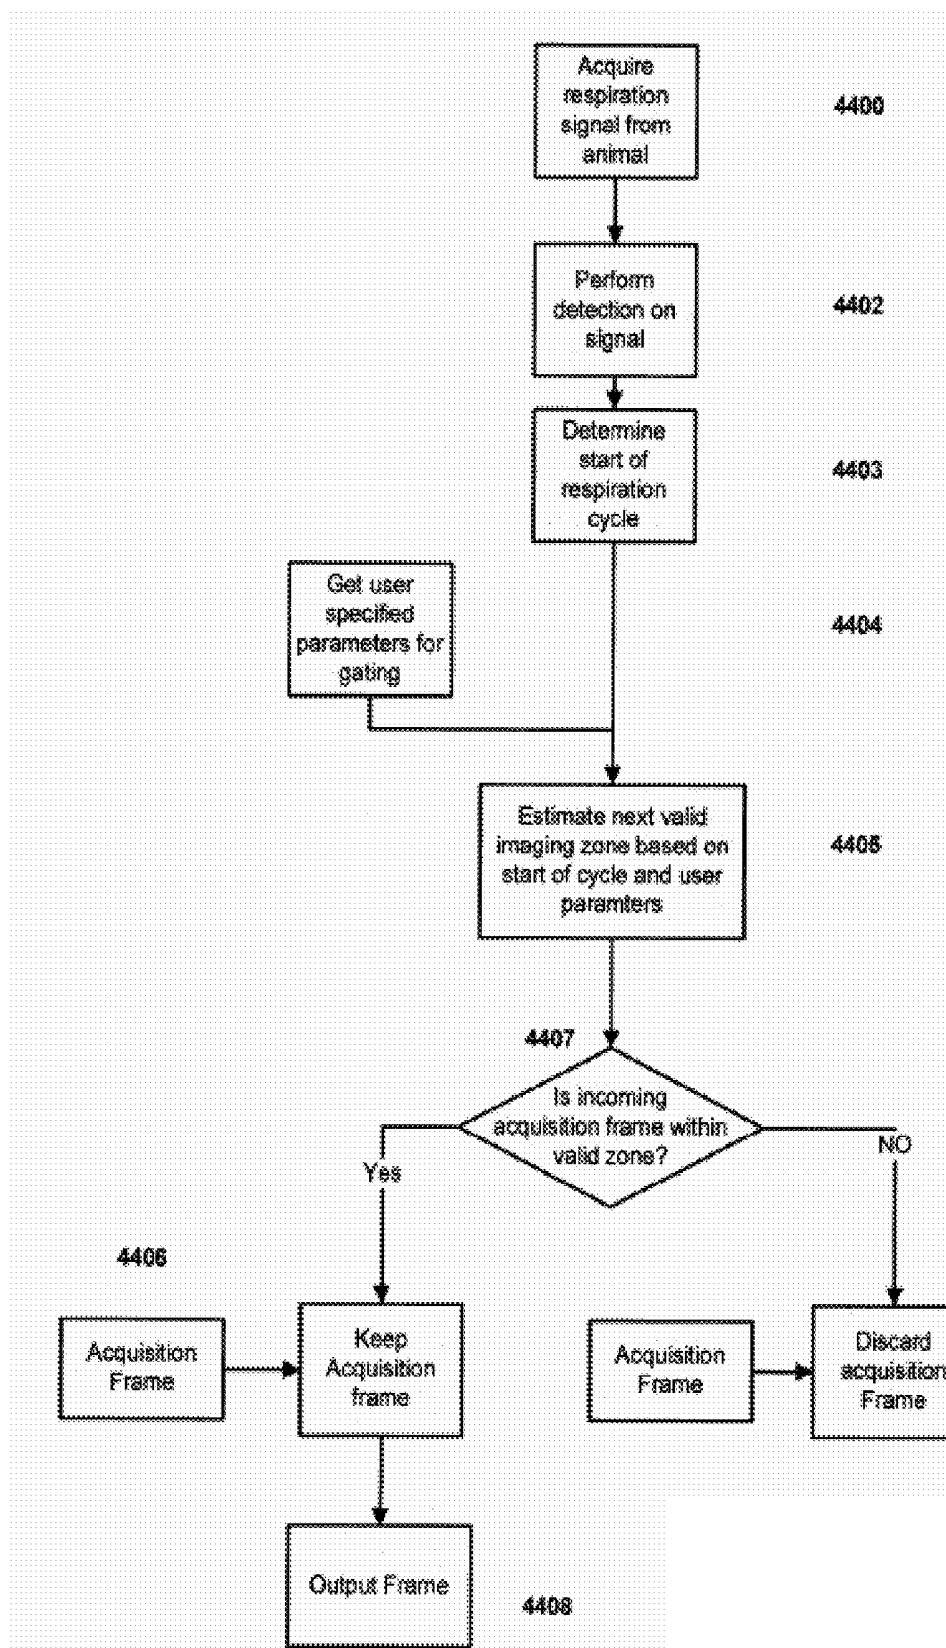 Acquire
respiration
signal from
animal
4400
Perform
detection on
signal
4402
Determine
start of
respiration
cycle
4403
Get user
specified
parameters for
gating
4404
Estimate next valid
imaging zone based on
start of cycle and user
paramters
4405
4407
Is incoming
acquisition frame within
valid zone?
Yes
NO
4406
Acquisition
Frame
Keep
Acquisition
frame
Acquisition
Frame
Discard
acquisition
Frame
Output Frame
4408